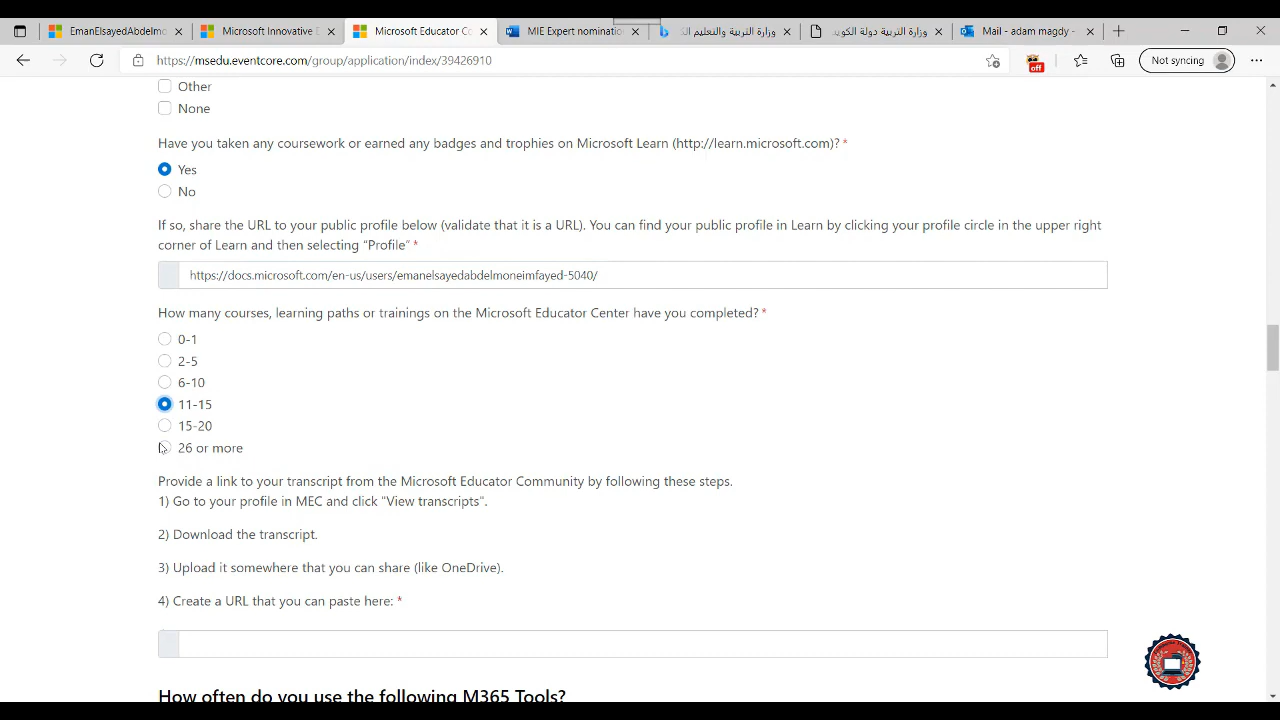 EmanElsayedAbdelmo
Microsoft Innovative E
Microsoft Educator Co
MIE Expert nominatio
وزارة التربية والتعليم ال
وزارة التربية دولة الكويت
Mail - adam magdy -
https://msedu.eventcore.com/group/application/index/39426910
off
Not syncing
Other
None
Have you taken any coursework or earned any badges and trophies on Microsoft Learn (http://learn.microsoft.com)? *
Yes
No
If so, share the URL to your public profile below (validate that it is a URL). You can find your public profile in Learn by clicking your profile circle in the upper right
corner of Learn and then selecting “Profile” *
https://docs.microsoft.com/en-us/users/emanelsayedabdelmoneimfayed-5040/
How many courses, learning paths or trainings on the Microsoft Educator Center have you completed? *
0-1
2-5
6-10
11-15
15-20
26 or more
Provide a link to your transcript from the Microsoft Educator Community by following these steps.
1) Go to your profile in MEC and click "View transcripts".
2) Download the transcript.
3) Upload it somewhere that you can share (like OneDrive).
4) Create a URL that you can paste here: *
How often do you use the following M365 Tools?